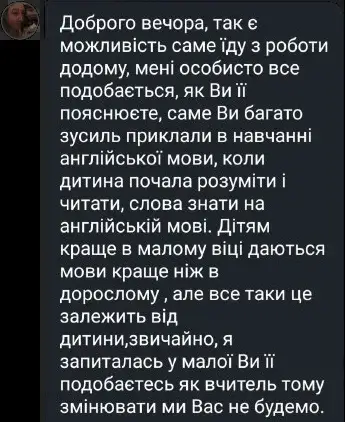 Доброго вечора, так є
можливість саме їду з роботи
додому, мені особисто все
подобається, як Ви її
пояснюєте, саме Ви багато
зусиль приклали в навчанні
англійської мови, коли
дитина почала розуміти і
читати, слова знати на
англійській мові. Дітям
краще в малому віці даються
мови краще ніж в
дорослому , але все таки це
залежить від
дитини,звичайно, я
запиталась у малої Ви її
подобаєтесь як вчитель тому
змінювати ми Вас не будемо.